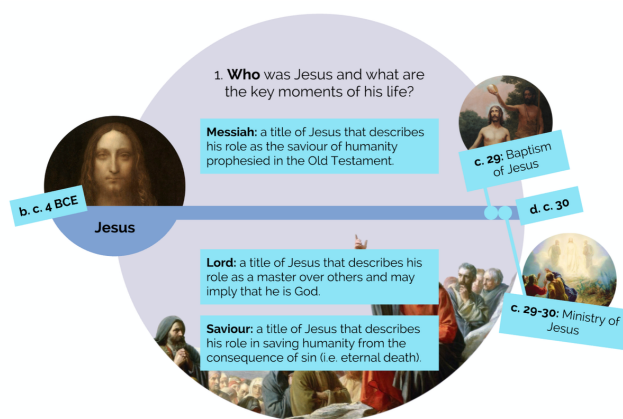 1. Who was Jesus and what are
the key moments of his life?
Messiah: a title of Jesus that describes
his role as the saviour of humanity
prophesied in the Old Testament.
c. 29: Baptism
of Jesus
b. c. 4 BCE
Jesus
d. c. 30
Lord: a title of Jesus that describes his
role as a master over others and may
imply that he is God.
c. 29-30: Ministry of
Jesus
Saviour: a title of Jesus that describes
his role in saving humanity from the
consequence of sin (i.e. eternal death).